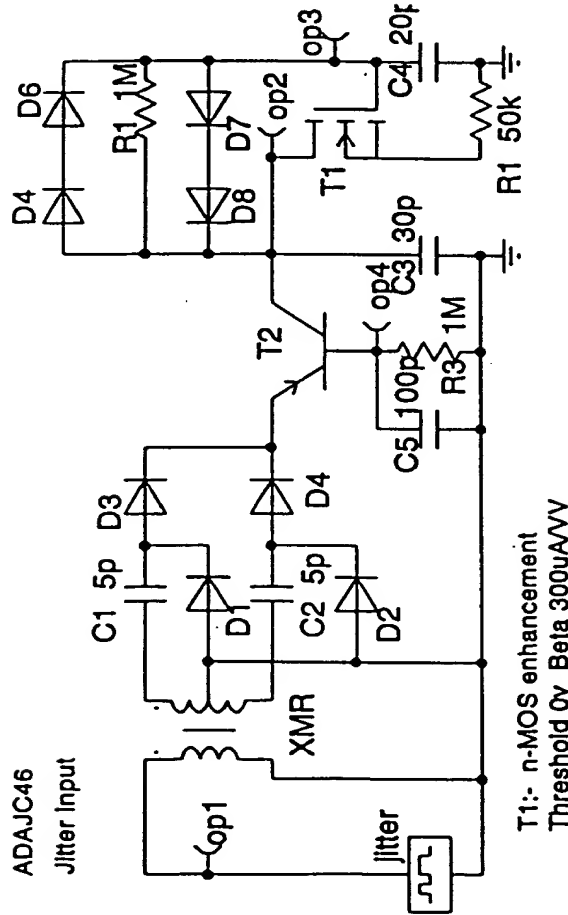 ADAJC46
Jitter Input
op1
jitter
XMR
C1 5p
D3
D1
C2 5p
D4
D2
T2
C5
100p
R3
1M
op4
C3 30p
D4
D6
R1 1M
D8
D7
op2
op3
T1
C4 20p
R1 50k
T1:- n-MOS enhancement
Threshold 0v Beta 300uA/VV